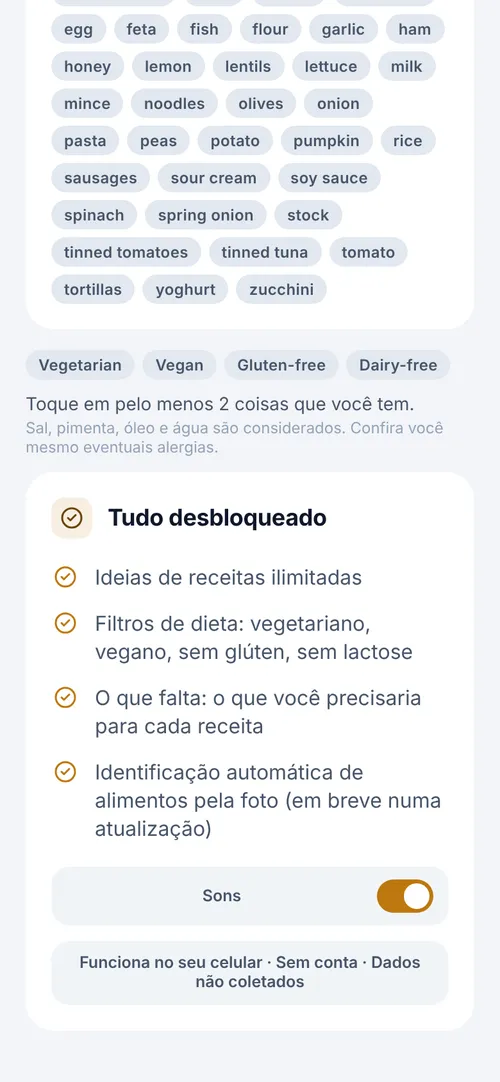 egg feta fish flour garlic ham
honey lemon lentils lettuce milk
mince noodles olives onion
pasta peas potato pumpkin rice
sausages sour cream soy sauce
spinach spring onion stock
tinned tomatoes tinned tuna tomato
tortillas yoghurt zucchini
Vegetarian Vegan Gluten-free Dairy-free
Toque em pelo menos 2 coisas que você tem.
Sal, pimenta, óleo e água são considerados. Confira você
mesmo eventuais alergias.
Tudo desbloqueado
Ideias de receitas ilimitadas
Filtros de dieta: vegetariano,
vegano, sem glúten, sem lactose
O que falta: o que você precisaria
para cada receita
Identificação automática de
alimentos pela foto (em breve numa
atualização)
Sons
Funciona no seu celular · Sem conta · Dados
não coletados